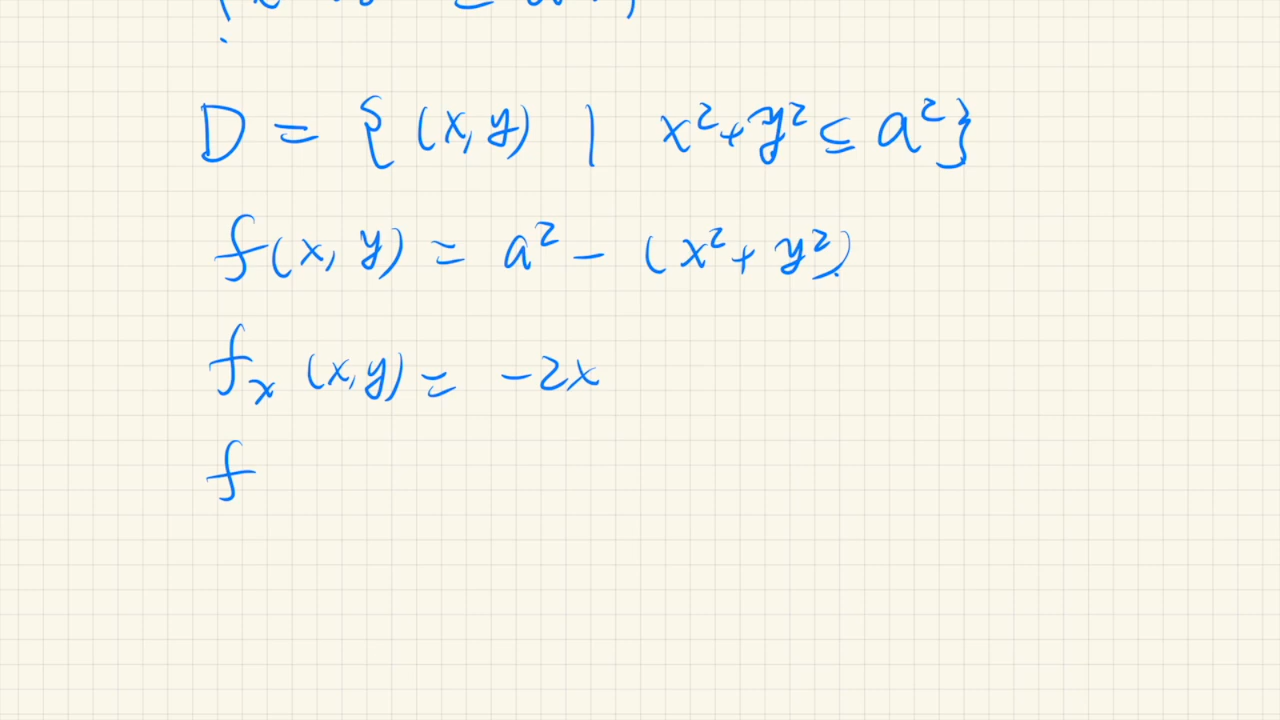 D = { (x, y) | x²+y² ≤ a² }
f(x, y) = a² − (x²+y²)
fₓ (x,y) = −2x
f